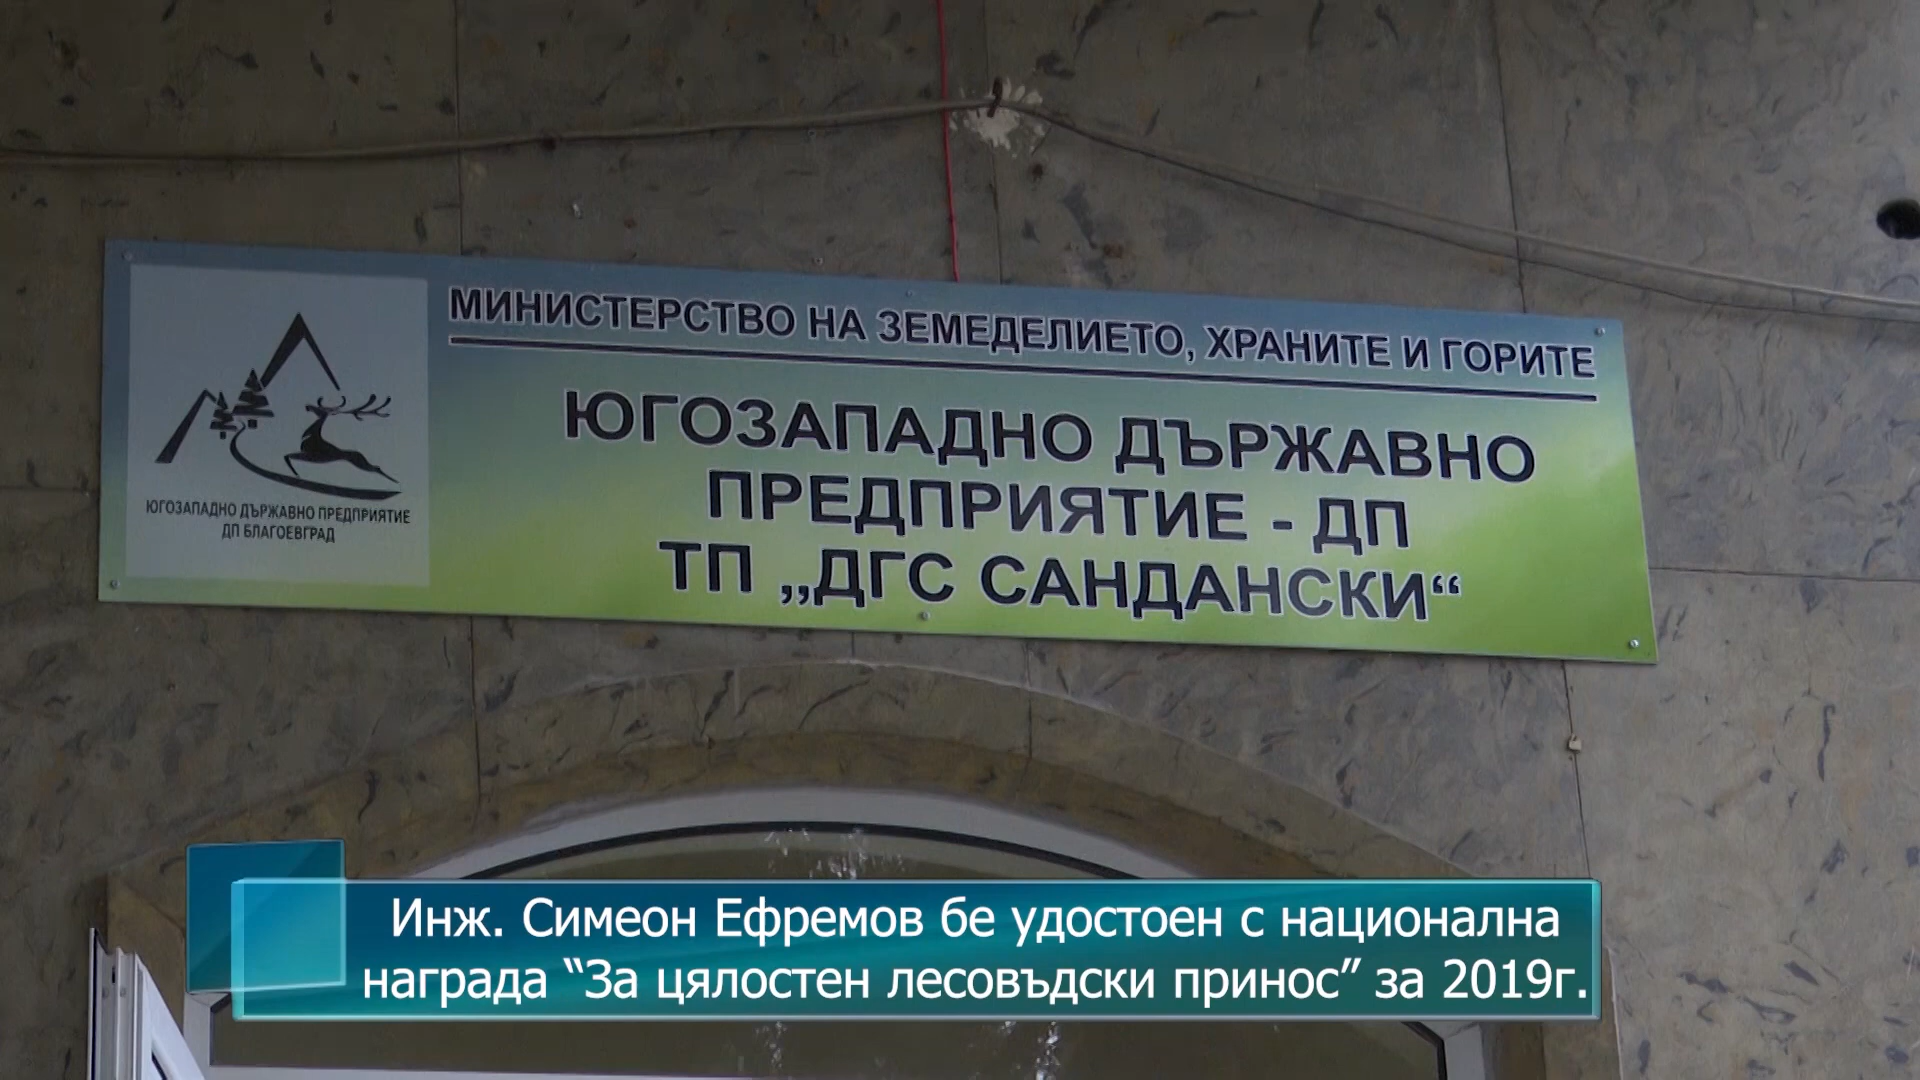 МИНИСТЕРСТВО НА ЗЕМЕДЕЛИЕТО, ХРАНИТЕ И ГОРИТЕ
ЮГОЗАПАДНО ДЪРЖАВНО
ПРЕДПРИЯТИЕ - ДП
ТП „ДГС САНДАНСКИ“
ЮГОЗАПАДНО ДЪРЖАВНО ПРЕДПРИЯТИЕ
ДП БЛАГОЕВГРАД
Инж. Симеон Ефремов бе удостоен с национална
награда “За цялостен лесовъдски принос” за 2019г.